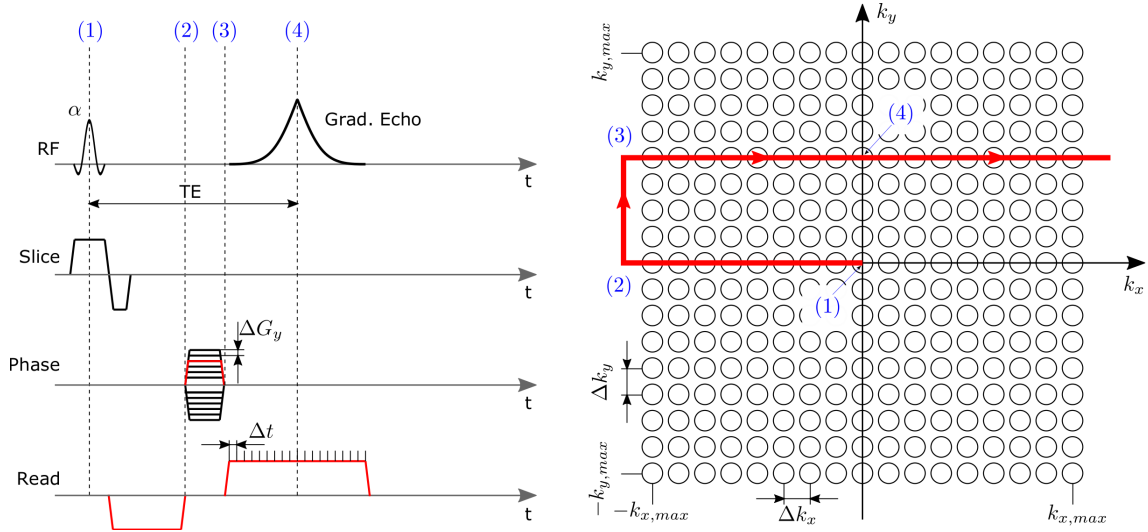 (1)
(2)
(3)
(4)
α
RF
Grad. Echo
t
TE
Slice
t
ΔG_y
Phase
t
Δt
Read
t
k_y
k_{y,max}
(3)
(4)
(2)
(1)
k_x
Δk_y
−k_{y,max}
−k_{x,max}
Δk_x
k_{x,max}